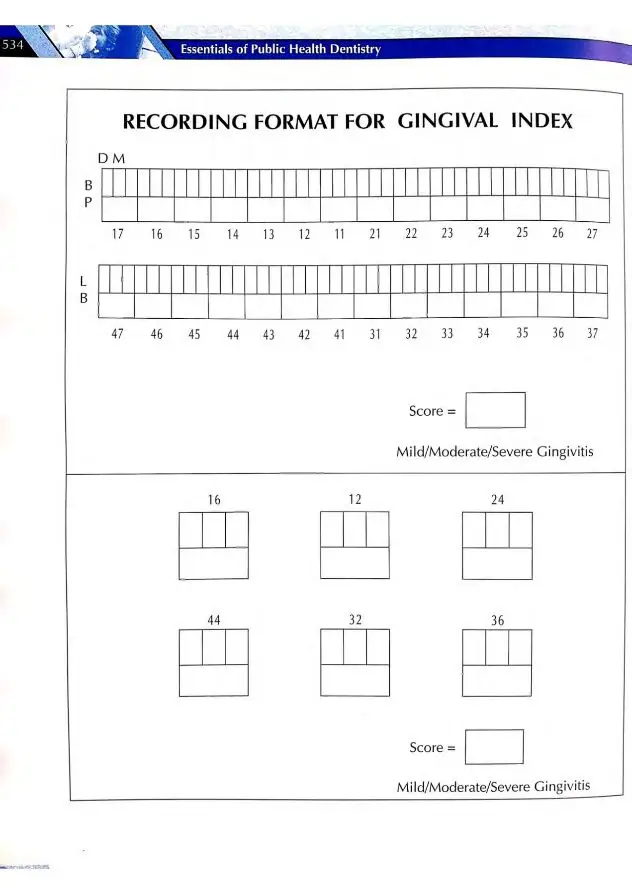 534
Essentials of Public Health Dentistry
RECORDING FORMAT FOR GINGIVAL INDEX
D M
B
P
17 16 15 14 13 12 11 21 22 23 24 25 26 27
L
B
47 46 45 44 43 42 41 31 32 33 34 35 36 37
Score =
Mild/Moderate/Severe Gingivitis
16 12 24
44 32 36
Score =
Mild/Moderate/Severe Gingivitis